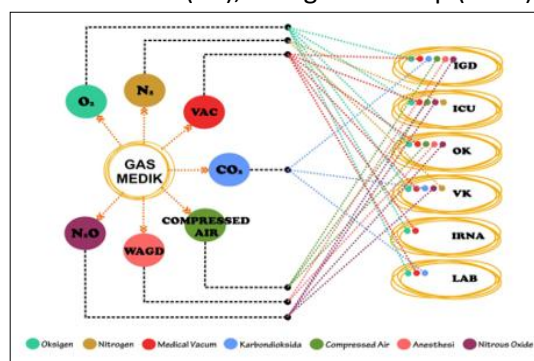 O₂
N₂
VAC
GAS
MEDIK
CO₂
N₂O
WAGD
COMPRESSED
AIR
IGD
ICU
OK
VK
IRNA
LAB
Oksigen Nitrogen Medical Vacum Karbondioksida Compressed Air Anesthesi Nitrous Oxide